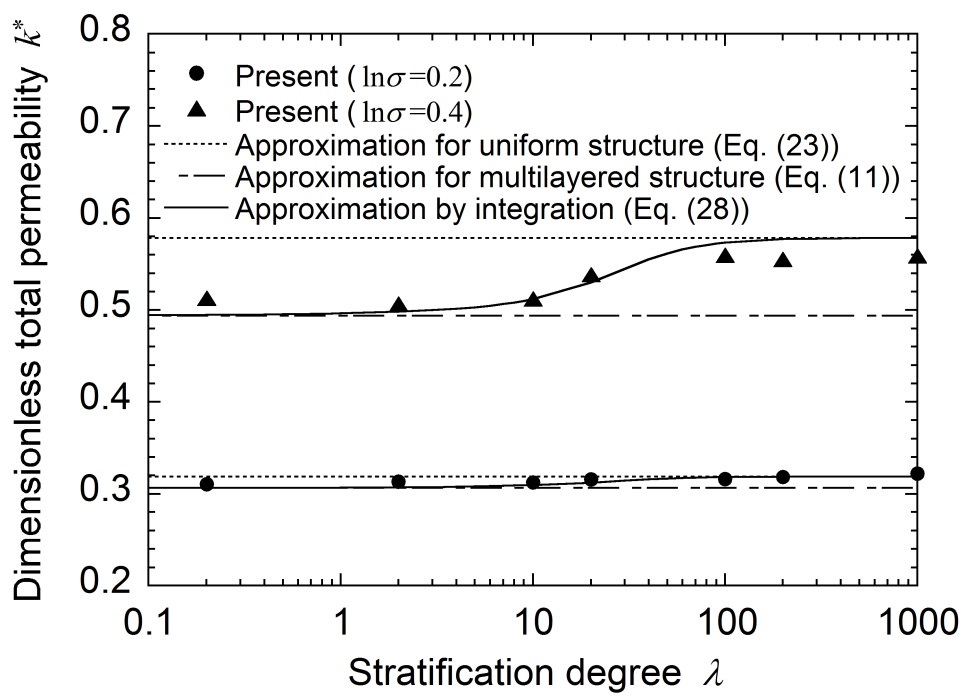 Dimensionless total permeability k*
0.8
0.7
0.6
0.5
0.4
0.3
0.2
Present ( lnσ=0.2)
Present ( lnσ=0.4)
Approximation for uniform structure (Eq. (23))
Approximation for multilayered structure (Eq. (11))
Approximation by integration (Eq. (28))
0.1 1 10 100 1000
Stratification degree λ